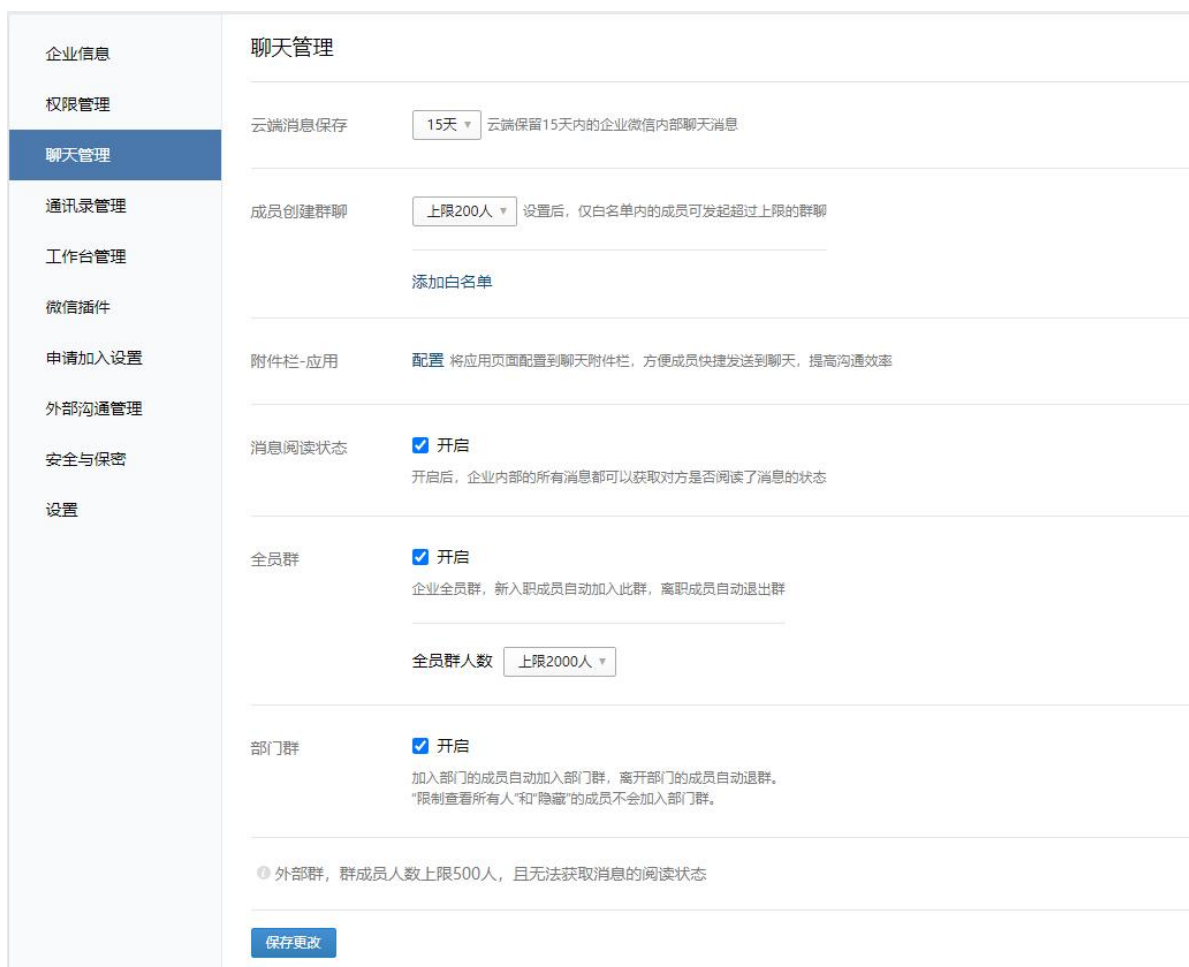 企业信息
权限管理
聊天管理
通讯录管理
工作台管理
微信插件
申请加入设置
外部沟通管理
安全与保密
设置
聊天管理
云端消息保存 15天 云端保留15天内的企业微信内部聊天消息
成员创建群聊 上限200人 设置后，仅白名单内的成员可发起超过上限的群聊
添加白名单
附件栏-应用 配置 将应用页面配置到聊天附件栏，方便成员快捷发送到聊天，提高沟通效率
消息阅读状态 开启
开启后，企业内部的所有消息都可以获取对方是否阅读了消息的状态
全员群 开启
企业全员群，新入职成员自动加入此群，离职成员自动退出群
全员群人数 上限2000人
部门群 开启
加入部门的成员自动加入部门群，离开部门的成员自动退群。
“限制查看所有人”和“隐藏”的成员不会加入部门群。
外部群，群成员人数上限500人，且无法获取消息的阅读状态
保存更改